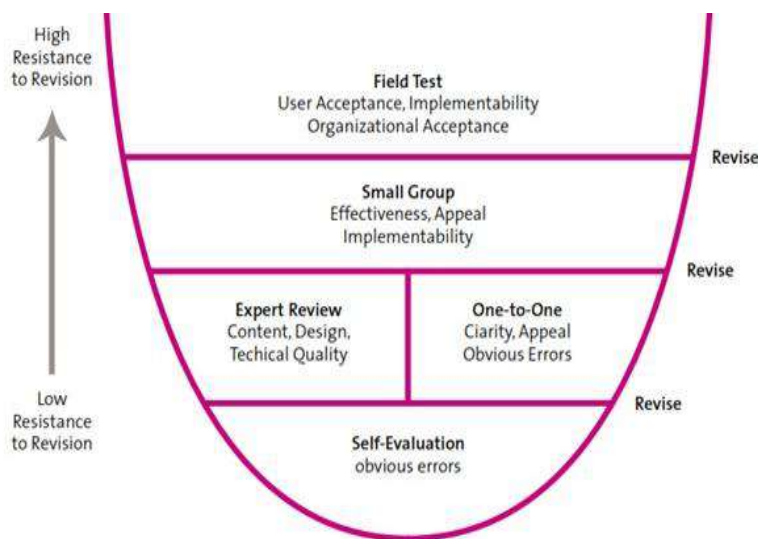 High
Resistance
to Revision
Field Test
User Acceptance, Implementability
Organizational Acceptance
Revise
Small Group
Effectiveness, Appeal
Implementability
Revise
Expert Review
Content, Design,
Techical Quality
One-to-One
Ciarity, Appeal
Obvious Errors
Revise
Low
Resistance
to Revision
Self-Evaluation
obvious errors